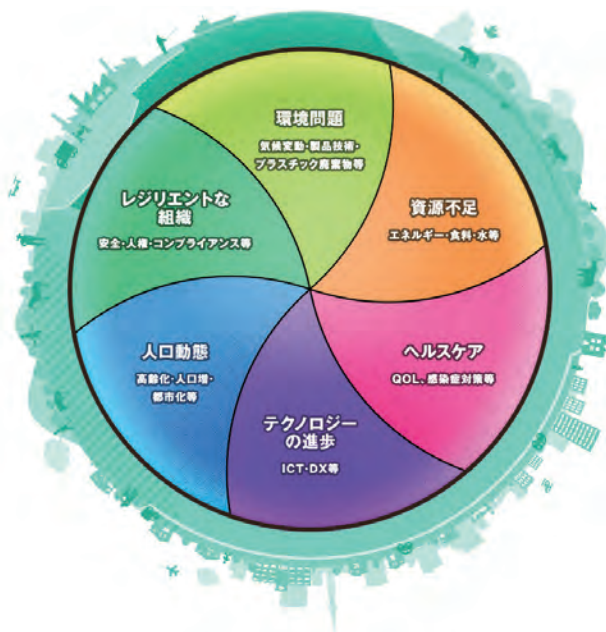 環境問題
気候変動・製品技術・
プラスチック廃棄物等
資源不足
エネルギー・食料・水等
ヘルスケア
QOL、感染症対策等
テクノロジー
の進歩
ICT・DX等
人口動態
高齢化・人口増・
都市化等
レジリエントな
組織
安全・人権・コンプライアンス等